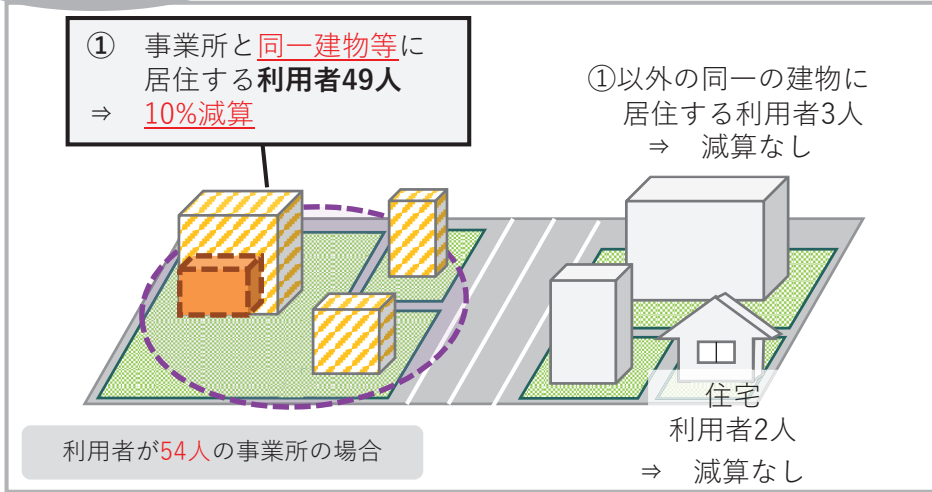 ① 事業所と同一建物等に
居住する利用者49人
⇒ 10%減算
①以外の同一の建物に
居住する利用者3人
⇒ 減算なし
住宅
利用者2人
⇒ 減算なし
利用者が54人の事業所の場合